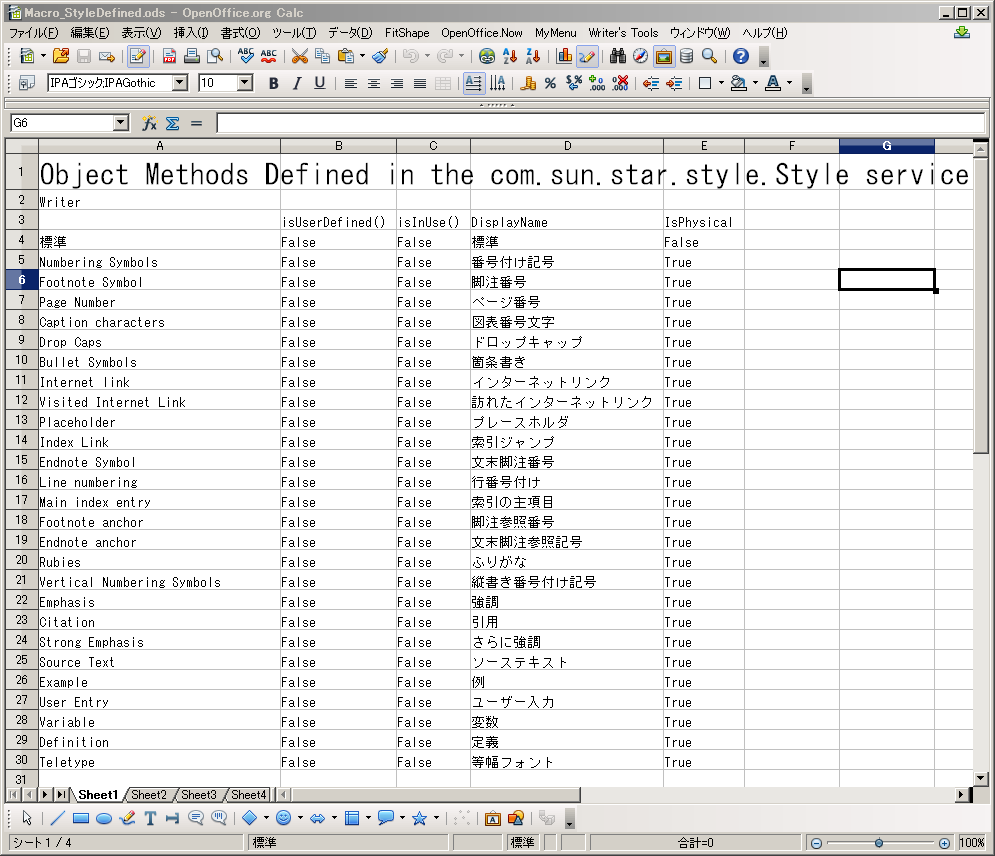 Macro_StyleDefined.ods - OpenOffice.org Calc
ファイル(F) 編集(E) 表示(V) 挿入(I) 書式(O) ツール(T) データ(D) FitShape OpenOffice.Now MyMenu Writer's Tools ウィンドウ(W) ヘルプ(H)
IPAゴシック;IPAGothic 10
G6
A B C D E F G
1 Object Methods Defined in the com.sun.star.style.Style service
2 Writer
3 isUserDefined() isInUse() DisplayName IsPhysical
4 標準 False False 標準 False
5 Numbering Symbols False False 番号付け記号 True
6 Footnote Symbol False False 脚注番号 True
7 Page Number False False ページ番号 True
8 Caption characters False False 図表番号文字 True
9 Drop Caps False False ドロップキャップ True
10 Bullet Symbols False False 箇条書き True
11 Internet link False False インターネットリンク True
12 Visited Internet Link False False 訪れたインターネットリンク True
13 Placeholder False False プレースホルダ True
14 Index Link False False 索引ジャンプ True
15 Endnote Symbol False False 文末脚注番号 True
16 Line numbering False False 行番号付け True
17 Main index entry False False 索引の主項目 True
18 Footnote anchor False False 脚注参照番号 True
19 Endnote anchor False False 文末脚注参照記号 True
20 Rubies False False ふりがな True
21 Vertical Numbering Symbols False False 縦書き番号付け記号 True
22 Emphasis False False 強調 True
23 Citation False False 引用 True
24 Strong Emphasis False False さらに強調 True
25 Source Text False False ソーステキスト True
26 Example False False 例 True
27 User Entry False False ユーザー入力 True
28 Variable False False 変数 True
29 Definition False False 定義 True
30 Teletype False False 等幅フォント True
31
Sheet1 Sheet2 Sheet3 Sheet4
シート 1 / 4 標準 標準 合計=0 100%